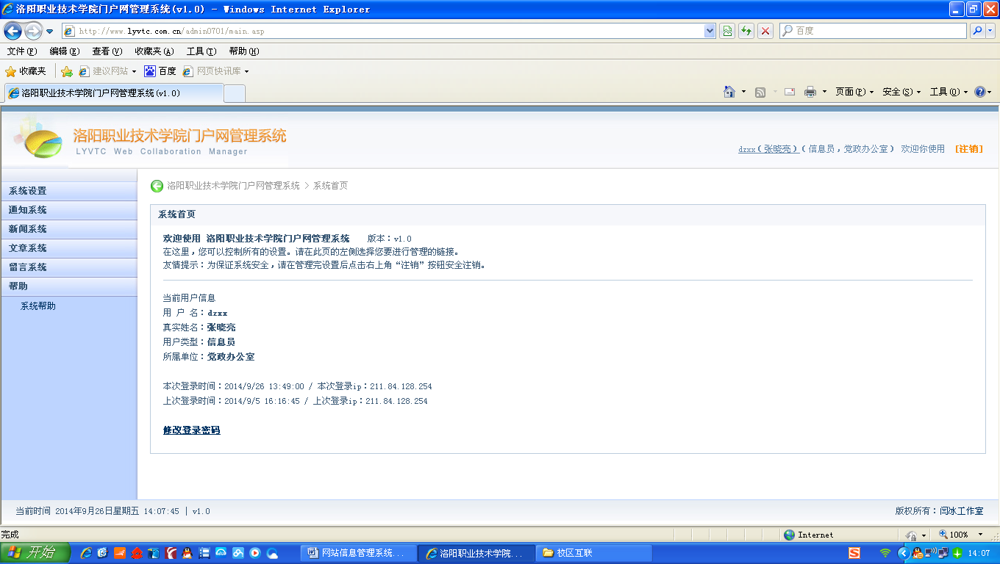 洛阳职业技术学院门户网管理系统(v1.0) - Windows Internet Explorer
http://www.lyvtc.com.cn/admin0701/main.asp
百度
文件(F) 编辑(E) 查看(V) 收藏夹(A) 工具(T) 帮助(H)
收藏夹 建议网站 百度 网页快讯库
洛阳职业技术学院门户网管理系统(v1.0)
页面(P) 安全(S) 工具(O)
洛阳职业技术学院门户网管理系统
LYVTC Web Collaboration Manager
dzxx(张晓亮)(信息员,党政办公室) 欢迎你使用 [注销]
系统设置
通知系统
新闻系统
文章系统
留言系统
帮助
系统帮助
洛阳职业技术学院门户网管理系统 > 系统首页
系统首页
欢迎使用 洛阳职业技术学院门户网管理系统 版本：v1.0
在这里，您可以控制所有的设置。请在此页的左侧选择您要进行管理的链接。
友情提示：为保证系统安全，请在管理完设置后点击右上角“注销”按钮安全注销。
当前用户信息
用 户 名：dzxx
真实姓名：张晓亮
用户类型：信息员
所属单位：党政办公室
本次登录时间：2014/9/26 13:49:00 / 本次登录ip：211.84.128.254
上次登录时间：2014/9/5 16:16:45 / 上次登录ip：211.84.128.254
修改登录密码
当前时间 2014年9月26日星期五 14:07:45 | v1.0
版权所有：闫冰工作室
完成
Internet
100%
开始
网站信息管理系统...
洛阳职业技术学院...
校区互联
14:07